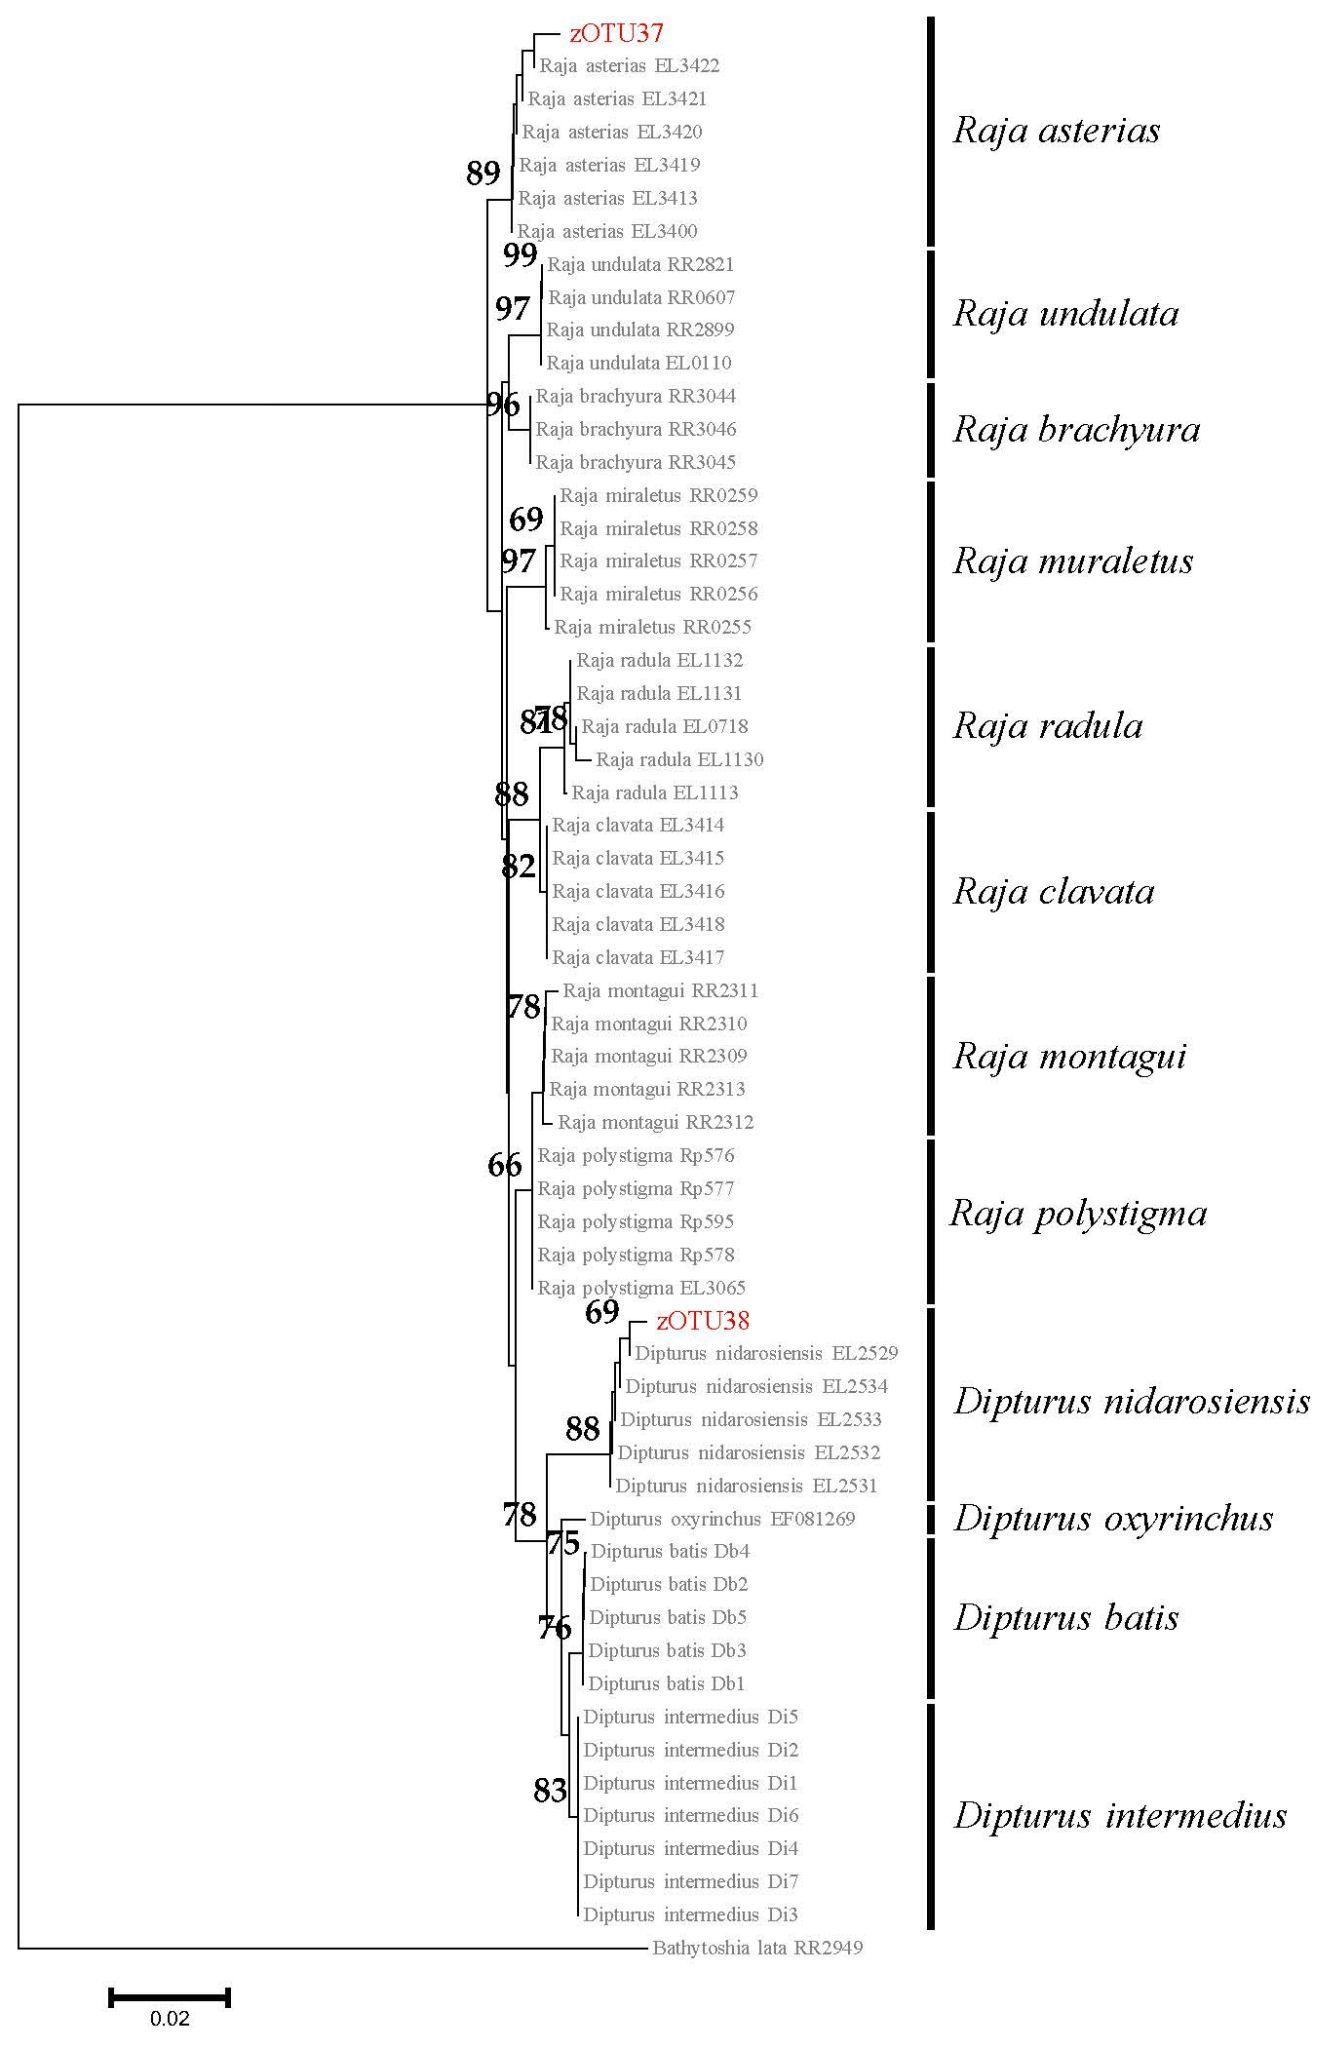 zOTU37
Raja asterias EL3422
Raja asterias EL3421
Raja asterias EL3420
Raja asterias
Raja asterias EL3419
89
Raja asterias EL3413
Raja asterias EL3400
99
Raja undulata RR2821
Raja undulata RR0607
97
Raja undulata
Raja undulata RR2899
Raja undulata EL0110
Raja brachyura RR3044
96
Raja brachyura RR3046
Raja brachyura
Raja brachyura RR3045
Raja miraletus RR0259
69
Raja miraletus RR0258
97
Raja miraletus RR0257
Raja muraletus
Raja miraletus RR0256
Raja miraletus RR0255
Raja radula EL1132
Raja radula EL1131
81
78
Raja radula EL0718
Raja radula
Raja radula EL1130
Raja radula EL1113
88
Raja clavata EL3414
Raja clavata EL3415
82
Raja clavata EL3416
Raja clavata
Raja clavata EL3418
Raja clavata EL3417
Raja montagui RR2311
78
Raja montagui RR2310
Raja montagui RR2309
Raja montagui
Raja montagui RR2313
Raja montagui RR2312
Raja polystigma Rp576
66
Raja polystigma Rp577
Raja polystigma
Raja polystigma Rp595
Raja polystigma Rp578
Raja polystigma EL3065
69
zOTU38
Dipturus nidarosiensis EL2529
Dipturus nidarosiensis EL2534
Dipturus nidarosiensis
Dipturus nidarosiensis EL2533
88
Dipturus nidarosiensis EL2532
Dipturus nidarosiensis EL2531
78
Dipturus oxyrinchus EF081269
Dipturus oxyrinchus
75
Dipturus batis Db4
Dipturus batis Db2
76
Dipturus batis Db5
Dipturus batis
Dipturus batis Db3
Dipturus batis Db1
Dipturus intermedius Di5
Dipturus intermedius Di2
83
Dipturus intermedius Di1
Dipturus intermedius Di6
Dipturus intermedius
Dipturus intermedius Di4
Dipturus intermedius Di7
Dipturus intermedius Di3
Bathytoshia lata RR2949
0.02